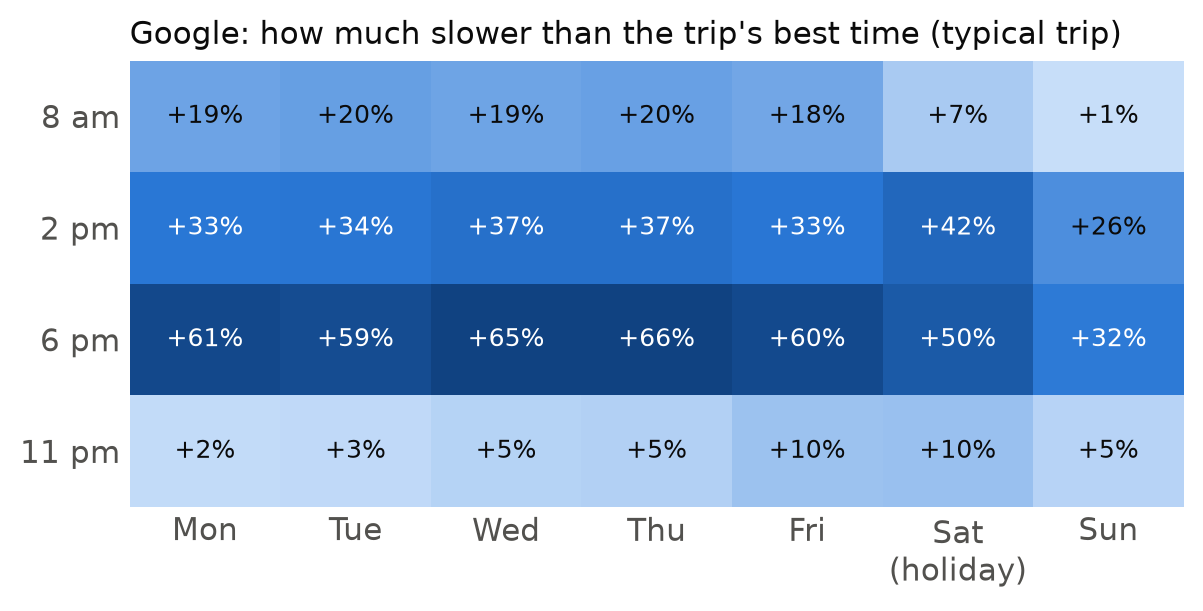 Google: how much slower than the trip's best time (typical trip)
8 am +19% +20% +19% +20% +18% +7% +1%
2 pm +33% +34% +37% +37% +33% +42% +26%
6 pm +61% +59% +65% +66% +60% +50% +32%
11 pm +2% +3% +5% +5% +10% +10% +5%
Mon Tue Wed Thu Fri Sat Sun
(holiday)